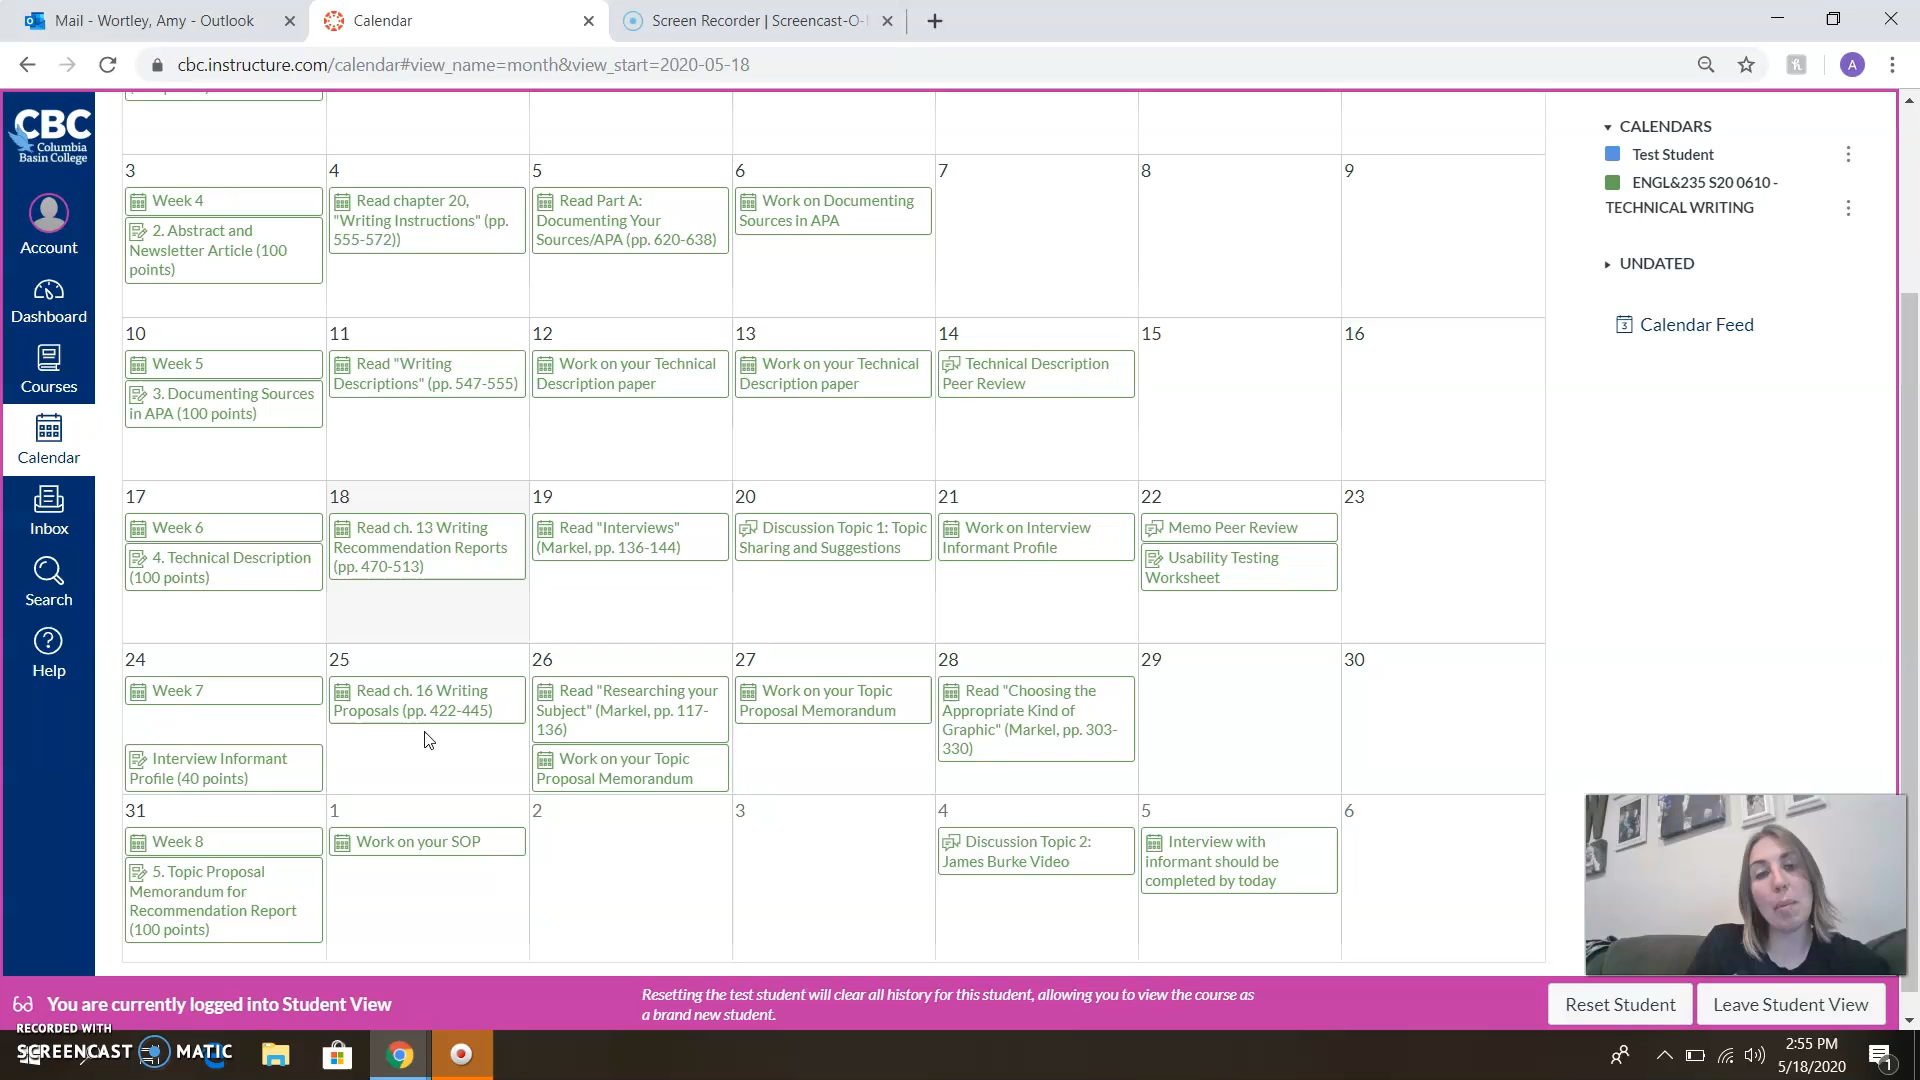 Mail - Wortley, Amy - Outlook
Calendar
Screen Recorder | Screencast-O-
cbc.instructure.com/calendar#view_name=month&view_start=2020-05-18
A
CBC
Columbia
Basin College
Account
Dashboard
Courses
Calendar
Inbox
Search
Help
3
4
5
6
7
8
9
Week 4
2. Abstract and
Newsletter Article (100
points)
Read chapter 20,
"Writing Instructions" (pp.
555-572))
Read Part A:
Documenting Your
Sources/APA (pp. 620-638)
Work on Documenting
Sources in APA
10
11
12
13
14
15
16
Week 5
3. Documenting Sources
in APA (100 points)
Read "Writing
Descriptions" (pp. 547-555)
Work on your Technical
Description paper
Work on your Technical
Description paper
Technical Description
Peer Review
17
18
19
20
21
22
23
Week 6
4. Technical Description
(100 points)
Read ch. 13 Writing
Recommendation Reports
(pp. 470-513)
Read "Interviews"
(Markel, pp. 136-144)
Discussion Topic 1: Topic
Sharing and Suggestions
Work on Interview
Informant Profile
Memo Peer Review
Usability Testing
Worksheet
24
25
26
27
28
29
30
Week 7
Interview Informant
Profile (40 points)
Read ch. 16 Writing
Proposals (pp. 422-445)
Read "Researching your
Subject" (Markel, pp. 117-
136)
Work on your Topic
Proposal Memorandum
Work on your Topic
Proposal Memorandum
Read "Choosing the
Appropriate Kind of
Graphic" (Markel, pp. 303-
330)
31
1
2
3
4
5
6
Week 8
5. Topic Proposal
Memorandum for
Recommendation Report
(100 points)
Work on your SOP
Discussion Topic 2:
James Burke Video
Interview with
informant should be
completed by today
CALENDARS
Test Student
ENGL&235 S20 0610 -
TECHNICAL WRITING
UNDATED
3
Calendar Feed
You are currently logged into Student View
Resetting the test student will clear all history for this student, allowing you to view the course as
a brand new student.
Reset Student
Leave Student View
RECORDED WITH
SCREENCAST MATIC
2:55 PM
5/18/2020
1